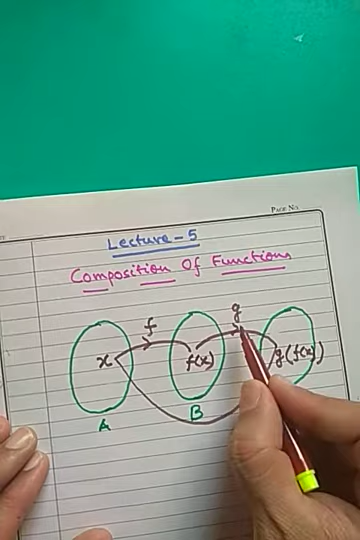 PAGE No.
Lecture - 5
Composition Of Functions
f
g
x
f(x)
g(f(x))
A
B